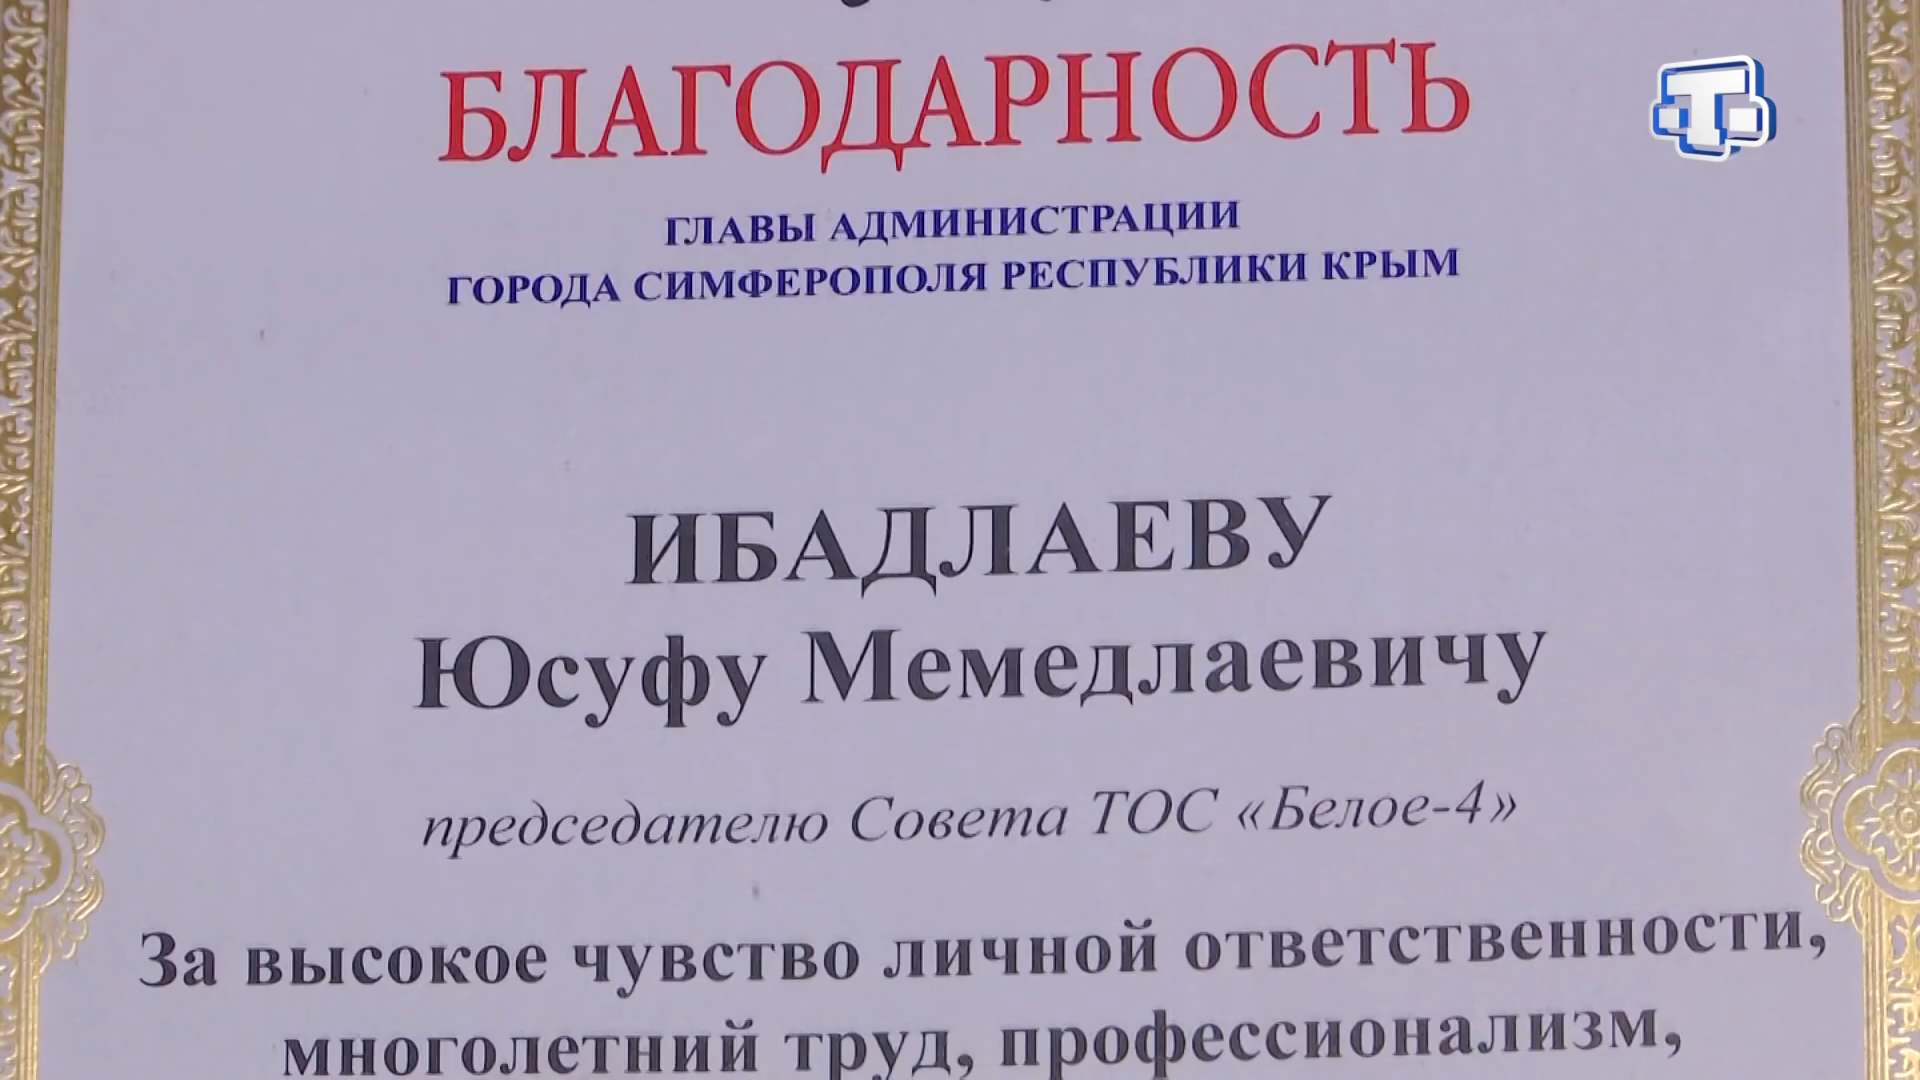 БЛАГОДАРНОСТЬ
ГЛАВЫ АДМИНИСТРАЦИИ
ГОРОДА СИМФЕРОПОЛЯ РЕСПУБЛИКИ КРЫМ
ИБАДЛАЕВУ
Юсуфу Мемедлаевичу
председателю Совета ТОС «Белое-4»
За высокое чувство личной ответственности,
многолетний труд, профессионализм,